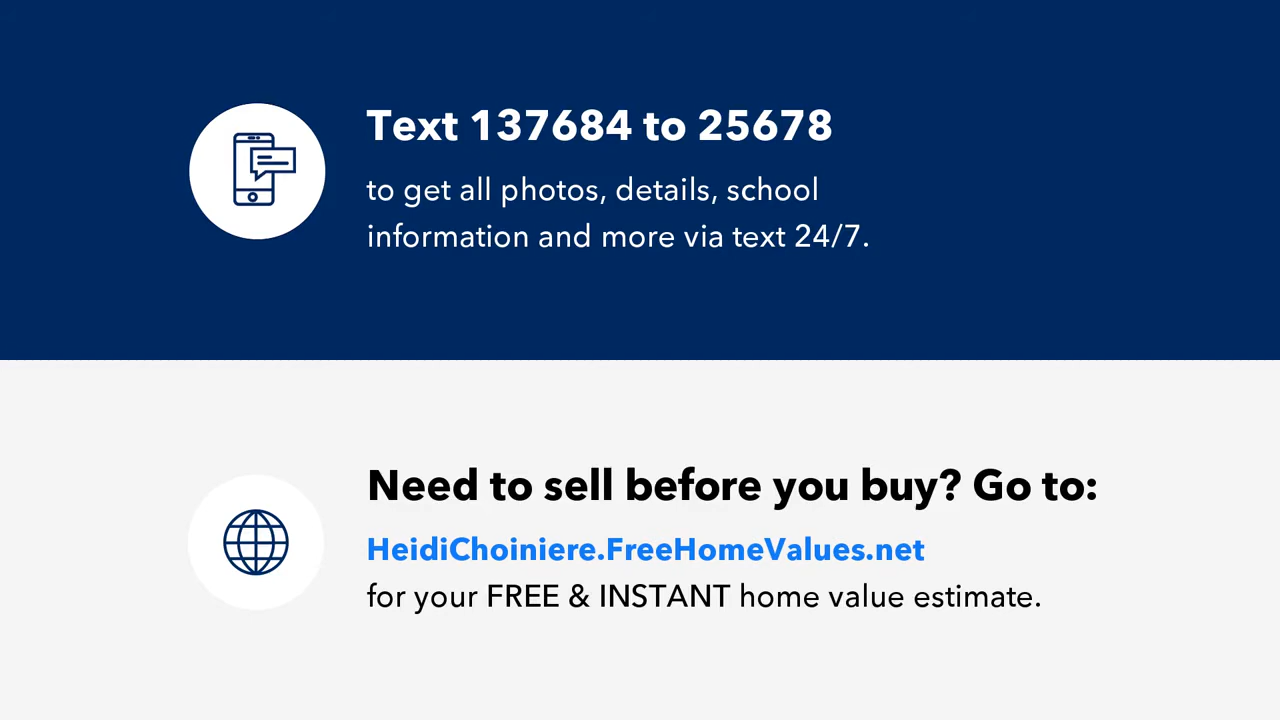 Text 137684 to 25678
to get all photos, details, school
information and more via text 24/7.
Need to sell before you buy? Go to:
HeidiChoiniere.FreeHomeValues.net
for your FREE & INSTANT home value estimate.